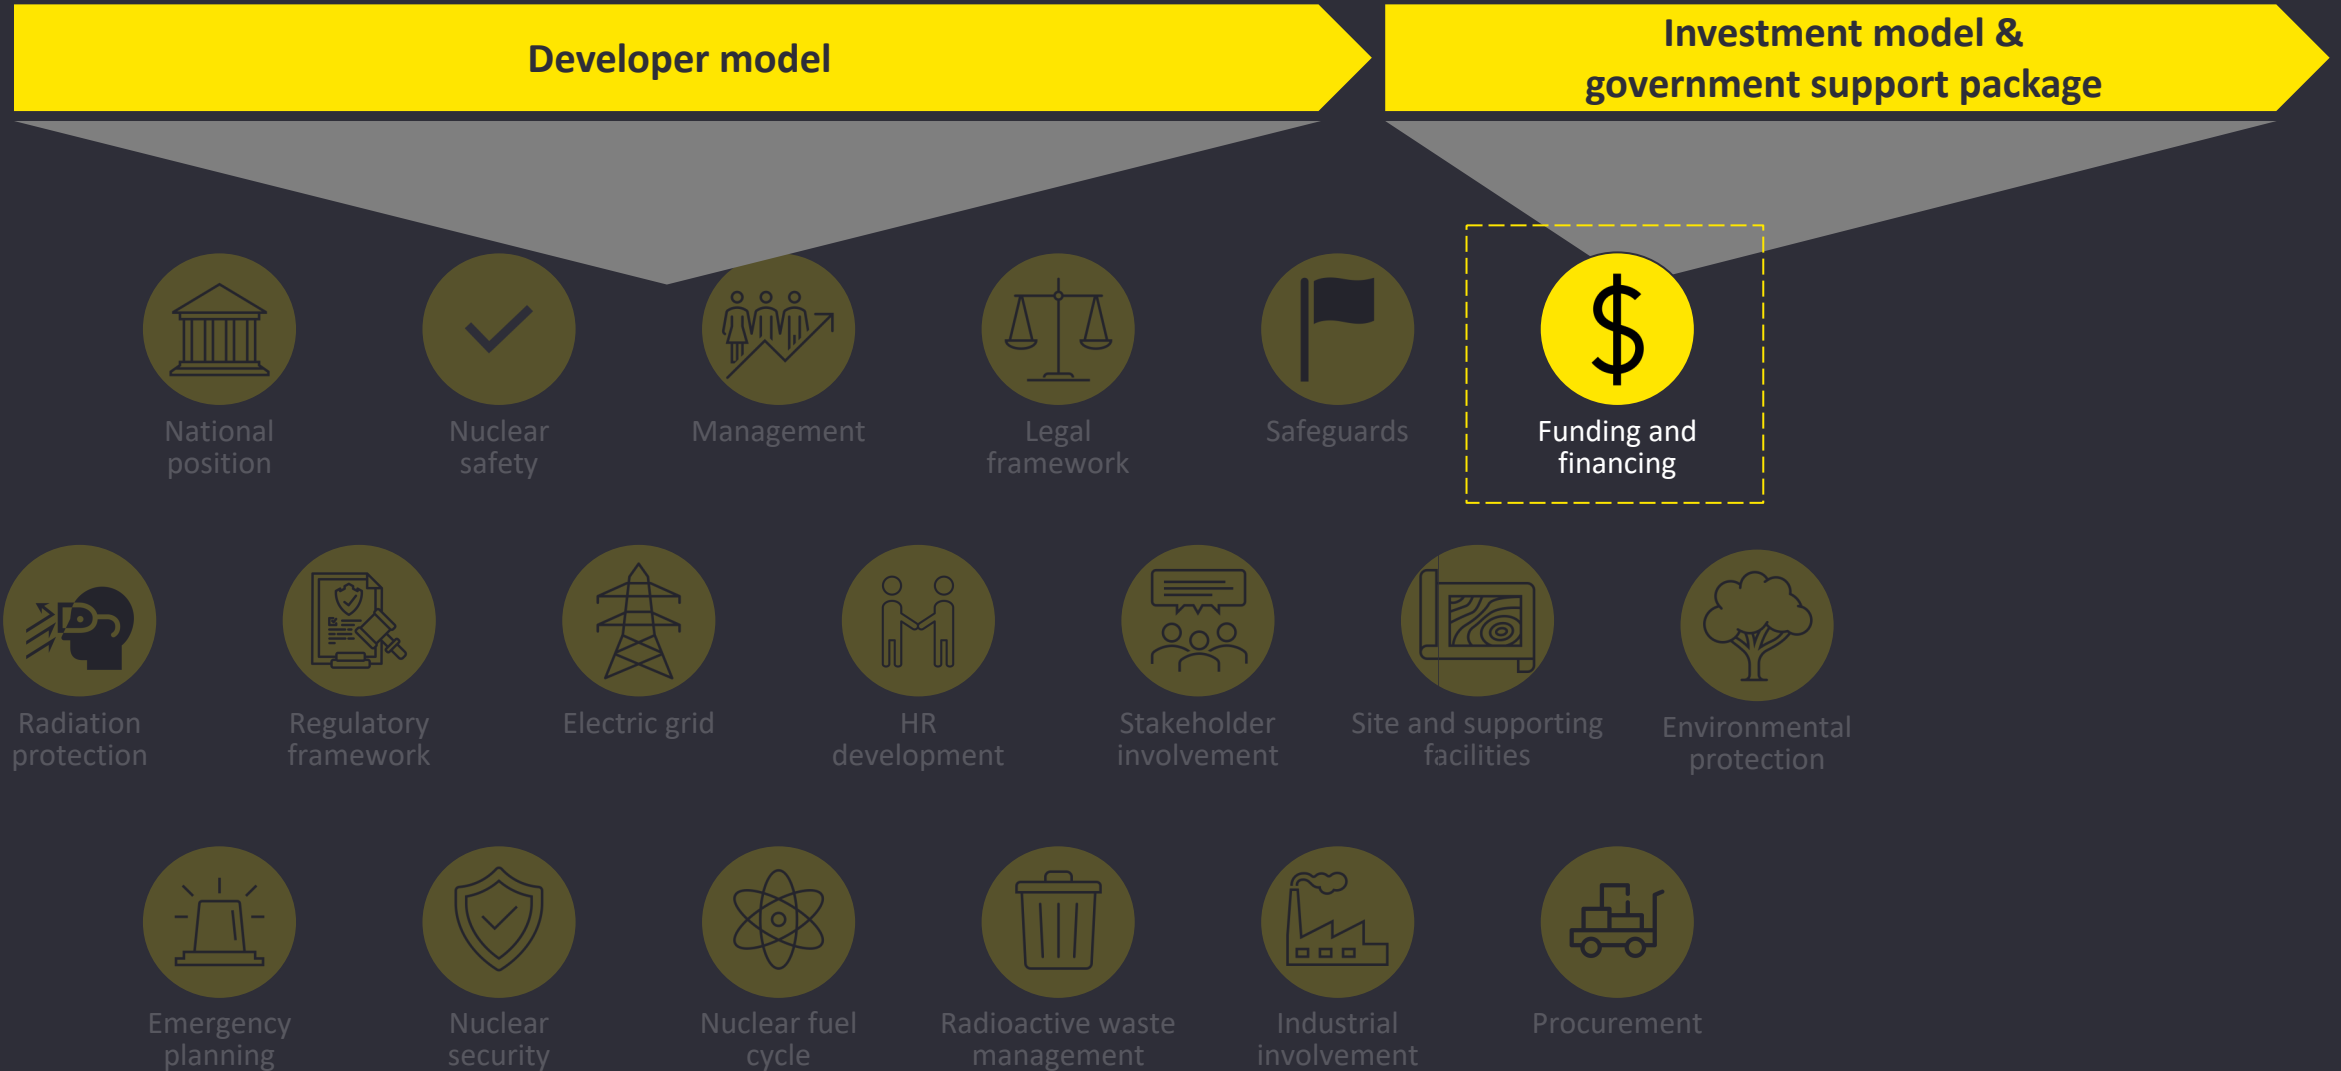 Developer model
Investment model &
government support package
National
position
Nuclear
safety
Management
Legal
framework
Safeguards
$
Funding and
financing
Radiation
protection
Regulatory
framework
Electric grid
HR
development
Stakeholder
involvement
Site and supporting
facilities
Environmental
protection
Emergency
planning
Nuclear
security
Nuclear fuel
cycle
Radioactive waste
management
Industrial
involvement
Procurement